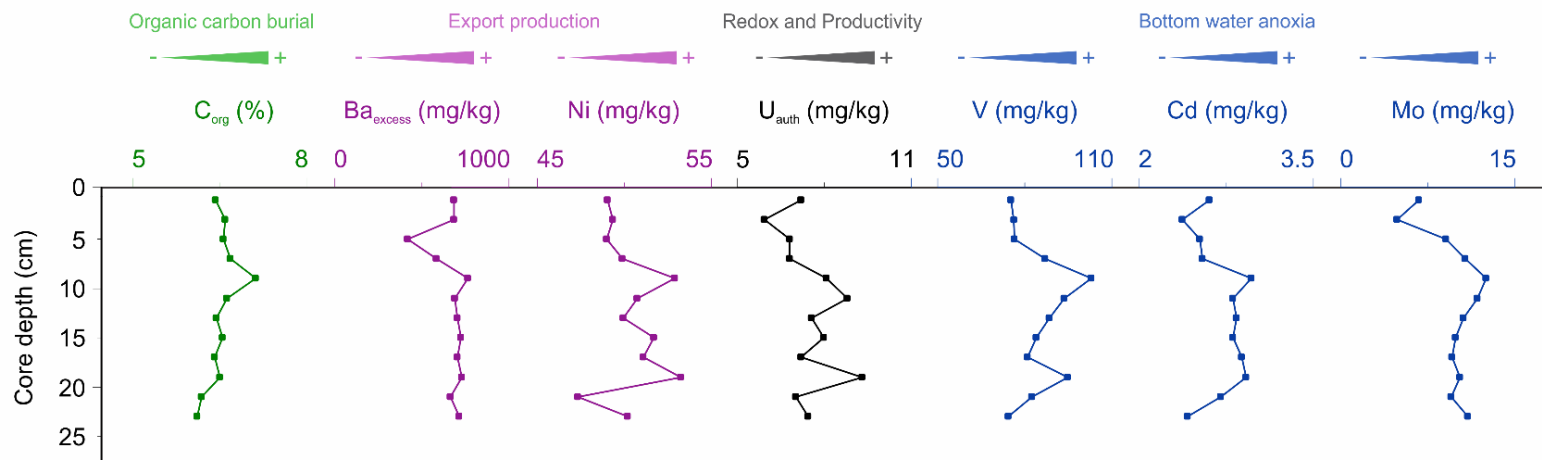 Organic carbon burial Export production Redox and Productivity Bottom water anoxia
- + - + - + - + - + - + - +
Corg (%) Baexcess (mg/kg) Ni (mg/kg) Uauth (mg/kg) V (mg/kg) Cd (mg/kg) Mo (mg/kg)
5 8 0 1000 45 55 5 11 50 110 2 3.5 0 15
0
5
10
15
20
25
Core depth (cm)